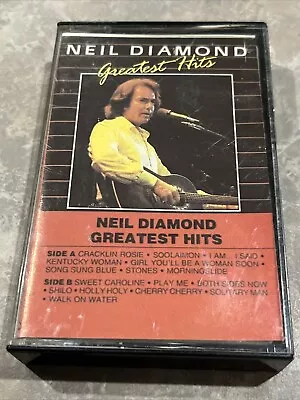 NEIL DIAMOND
Greatest Hits
NEIL DIAMOND
GREATEST HITS
SIDE A CRACKLIN ROSIE • SOOLAIMON • I AM... I SAID •
KENTUCKY WOMAN • GIRL YOU'LL BE A WOMAN SOON •
SONG SUNG BLUE • STONES • MORNINGSIDE
SIDE B SWEET CAROLINE • PLAY ME • BOTH SIDES NOW
• SHILO • HOLLY HOLY • CHERRY CHERRY • SOLITARY MAN
• WALK ON WATER